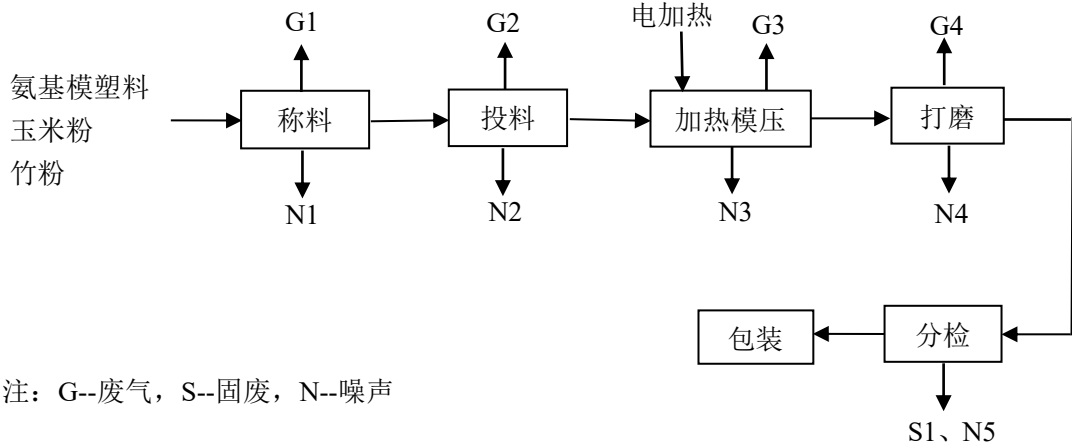 G1
G2
电加热
G3
G4
氨基模塑料
玉米粉
竹粉
称料
投料
加热模压
打磨
N1
N2
N3
N4
包装
分检
注：G--废气，S--固废，N--噪声
S1、N5